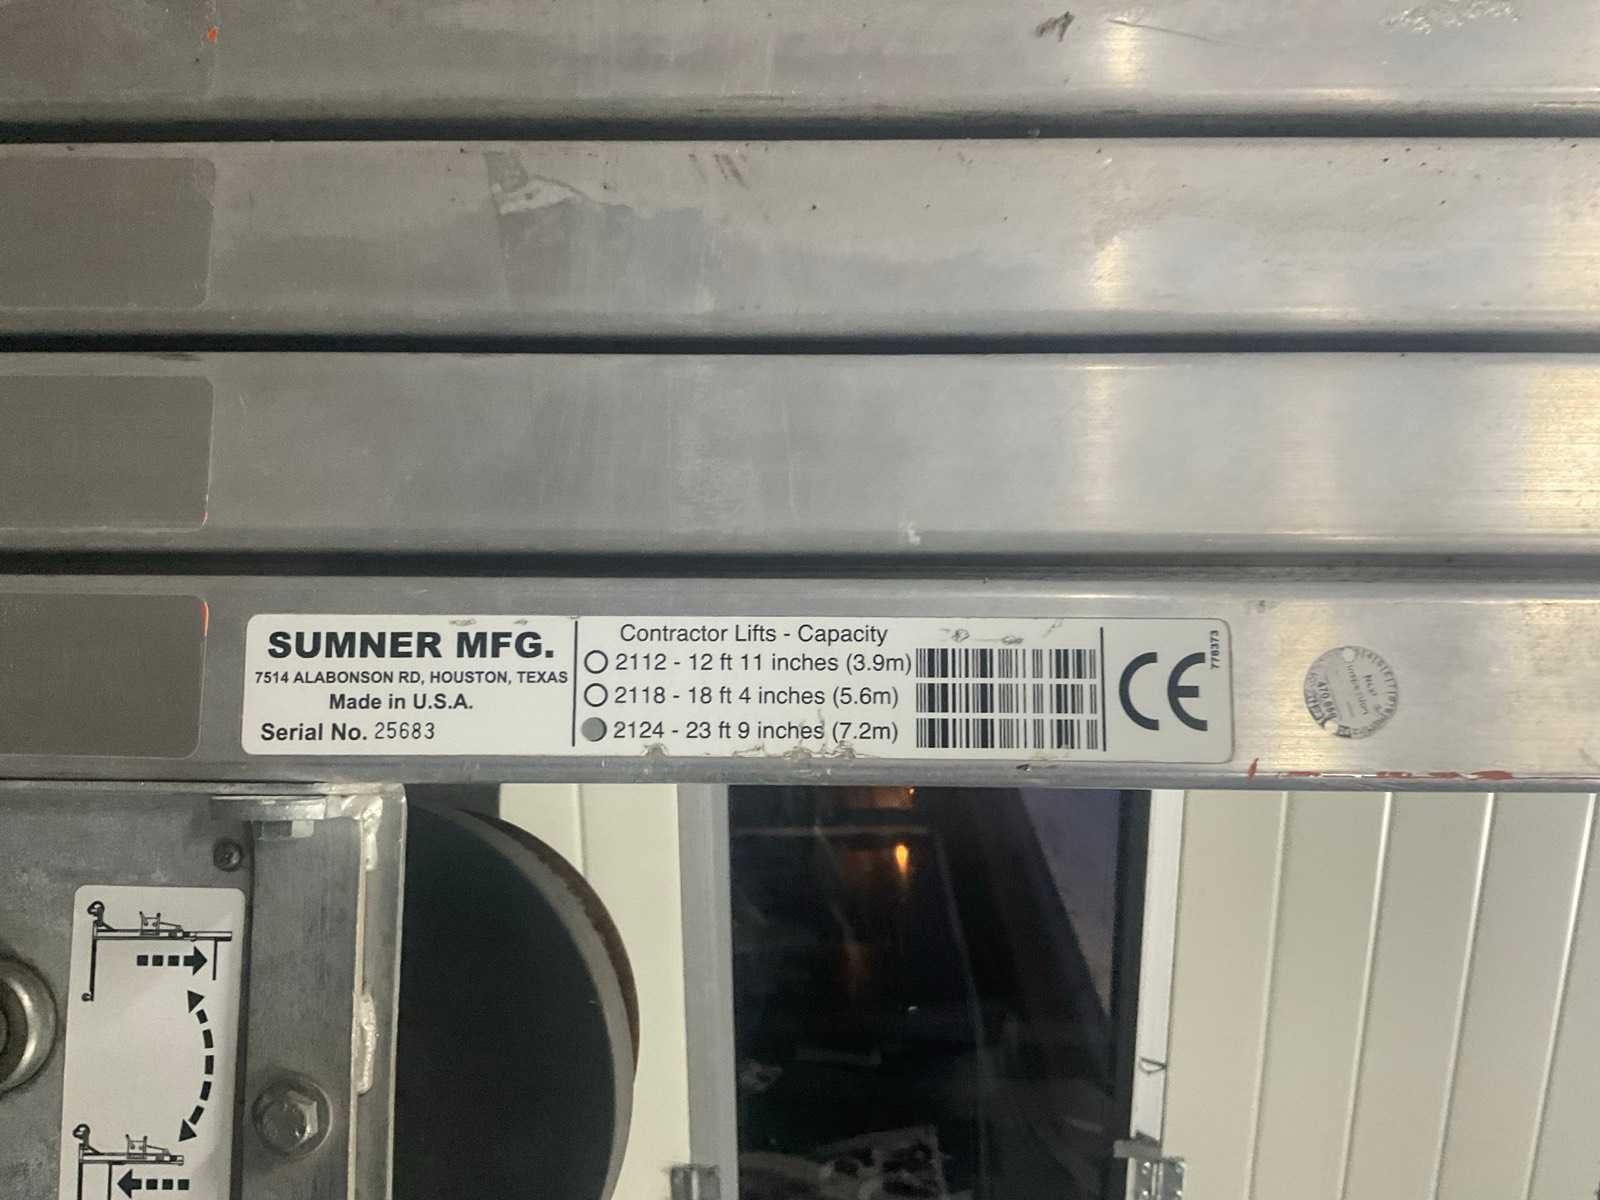 SUMNER MFG.
7514 ALABONSON RD, HOUSTON, TEXAS
Made in U.S.A.
Serial No. 25683
Contractor Lifts - Capacity
2112 - 12 ft 11 inches (3.9m)
2118 - 18 ft 4 inches (5.6m)
2124 - 23 ft 9 inches (7.2m)
CE
778373